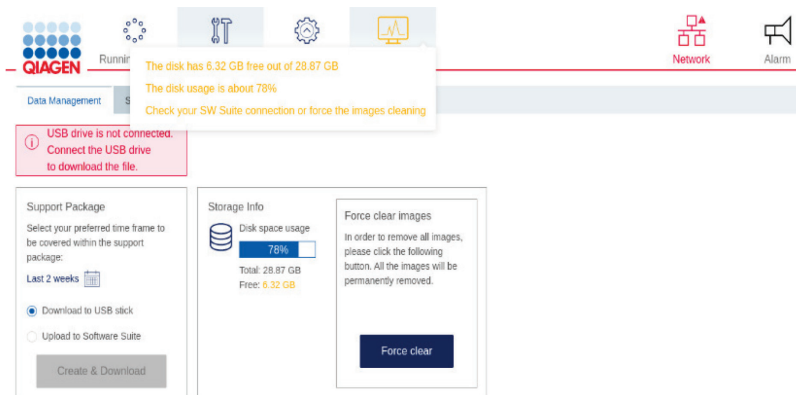 QIAGEN
Network
Alarm
The disk has 6.32 GB free out of 28.87 GB
The disk usage is about 78%
Check your SW Suite connection or force the images cleaning
Data Management
USB drive is not connected.
Connect the USB drive
to download the file.
Support Package
Select your preferred time frame to
be covered within the support
package:
Last 2 weeks
Download to USB stick
Upload to Software Suite
Create & Download
Storage Info
Disk space usage
78%
Total: 28.87 GB
Free: 6.32 GB
Force clear images
In order to remove all images,
please click the following
button. All the images will be
permanently removed.
Force clear